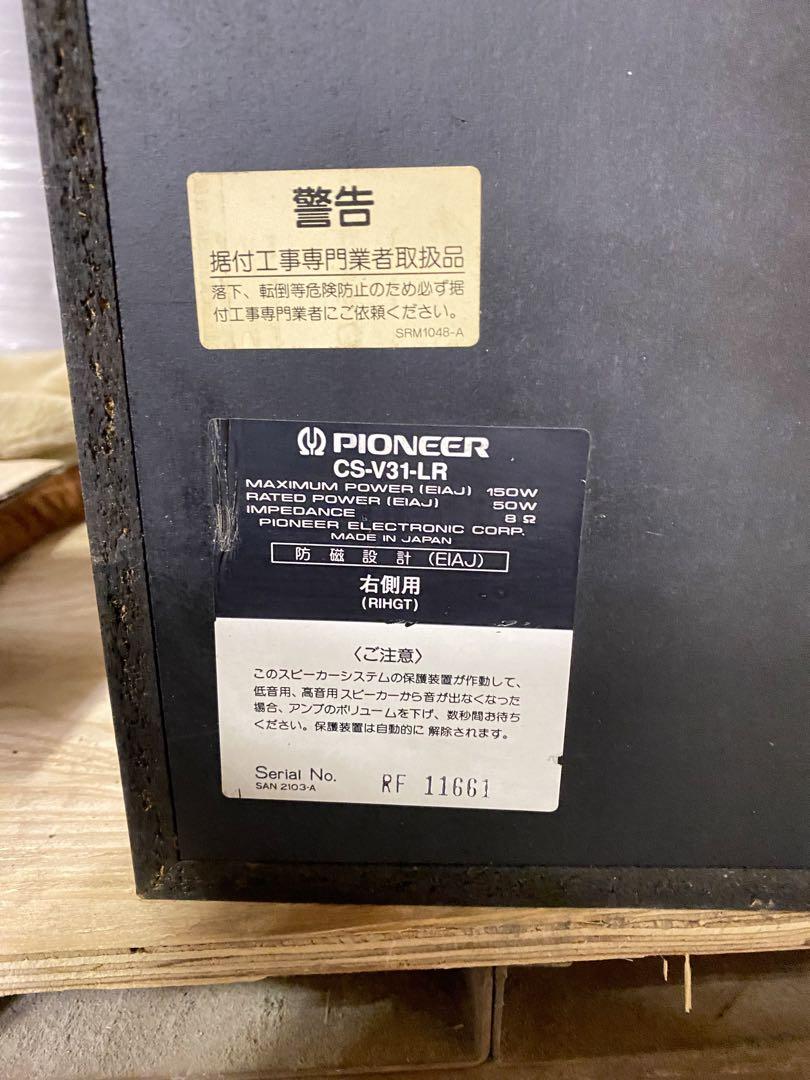 警告
据付工事専門業者取扱品
落下、転倒等危険防止のため必ず据
付工事専門業者にご依頼ください。
SRM1048-A
PIONEER
CS-V31-LR
MAXIMUM POWER (EIAJ) 150W
RATED POWER (EIAJ) 50W
IMPEDANCE 8 Ω
PIONEER ELECTRONIC CORP.
MADE IN JAPAN
防磁設計 (EIAJ)
右側用
(RIHGT)
〈ご注意〉
このスピーカーシステムの保護装置が作動して、
低音用、高音用スピーカーから音が出なくなった
場合、アンプのボリュームを下げ、数秒間お待ち
ください。保護装置は自動的に解除されます。
Serial No. RF 11661
SAN 2103-A